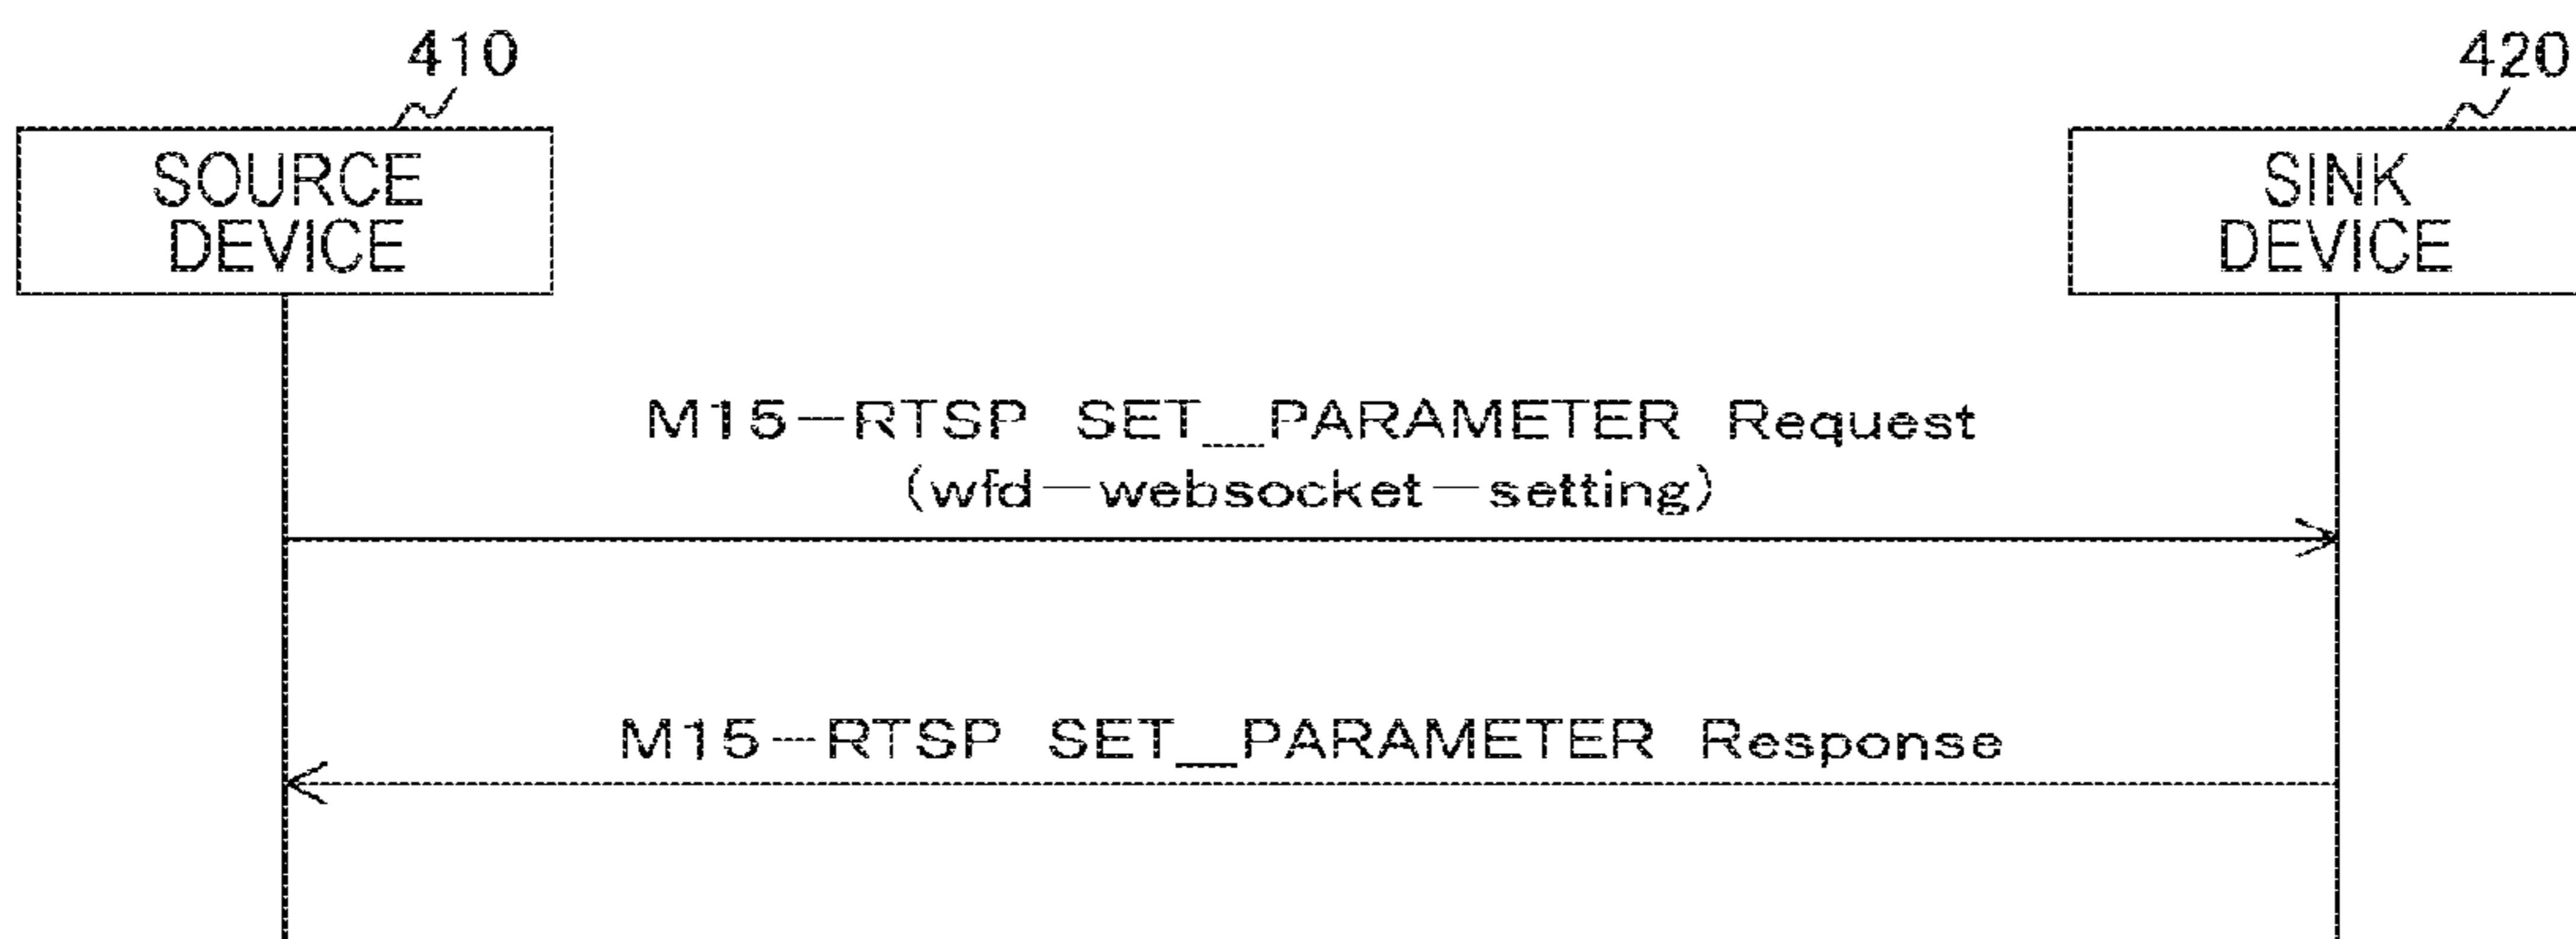 410
420
SOURCE
DEVICE
SINK
DEVICE
M15-RTSP SET_PARAMETER Request
(wfd-websocket-setting)
M15-RTSP SET_PARAMETER Response